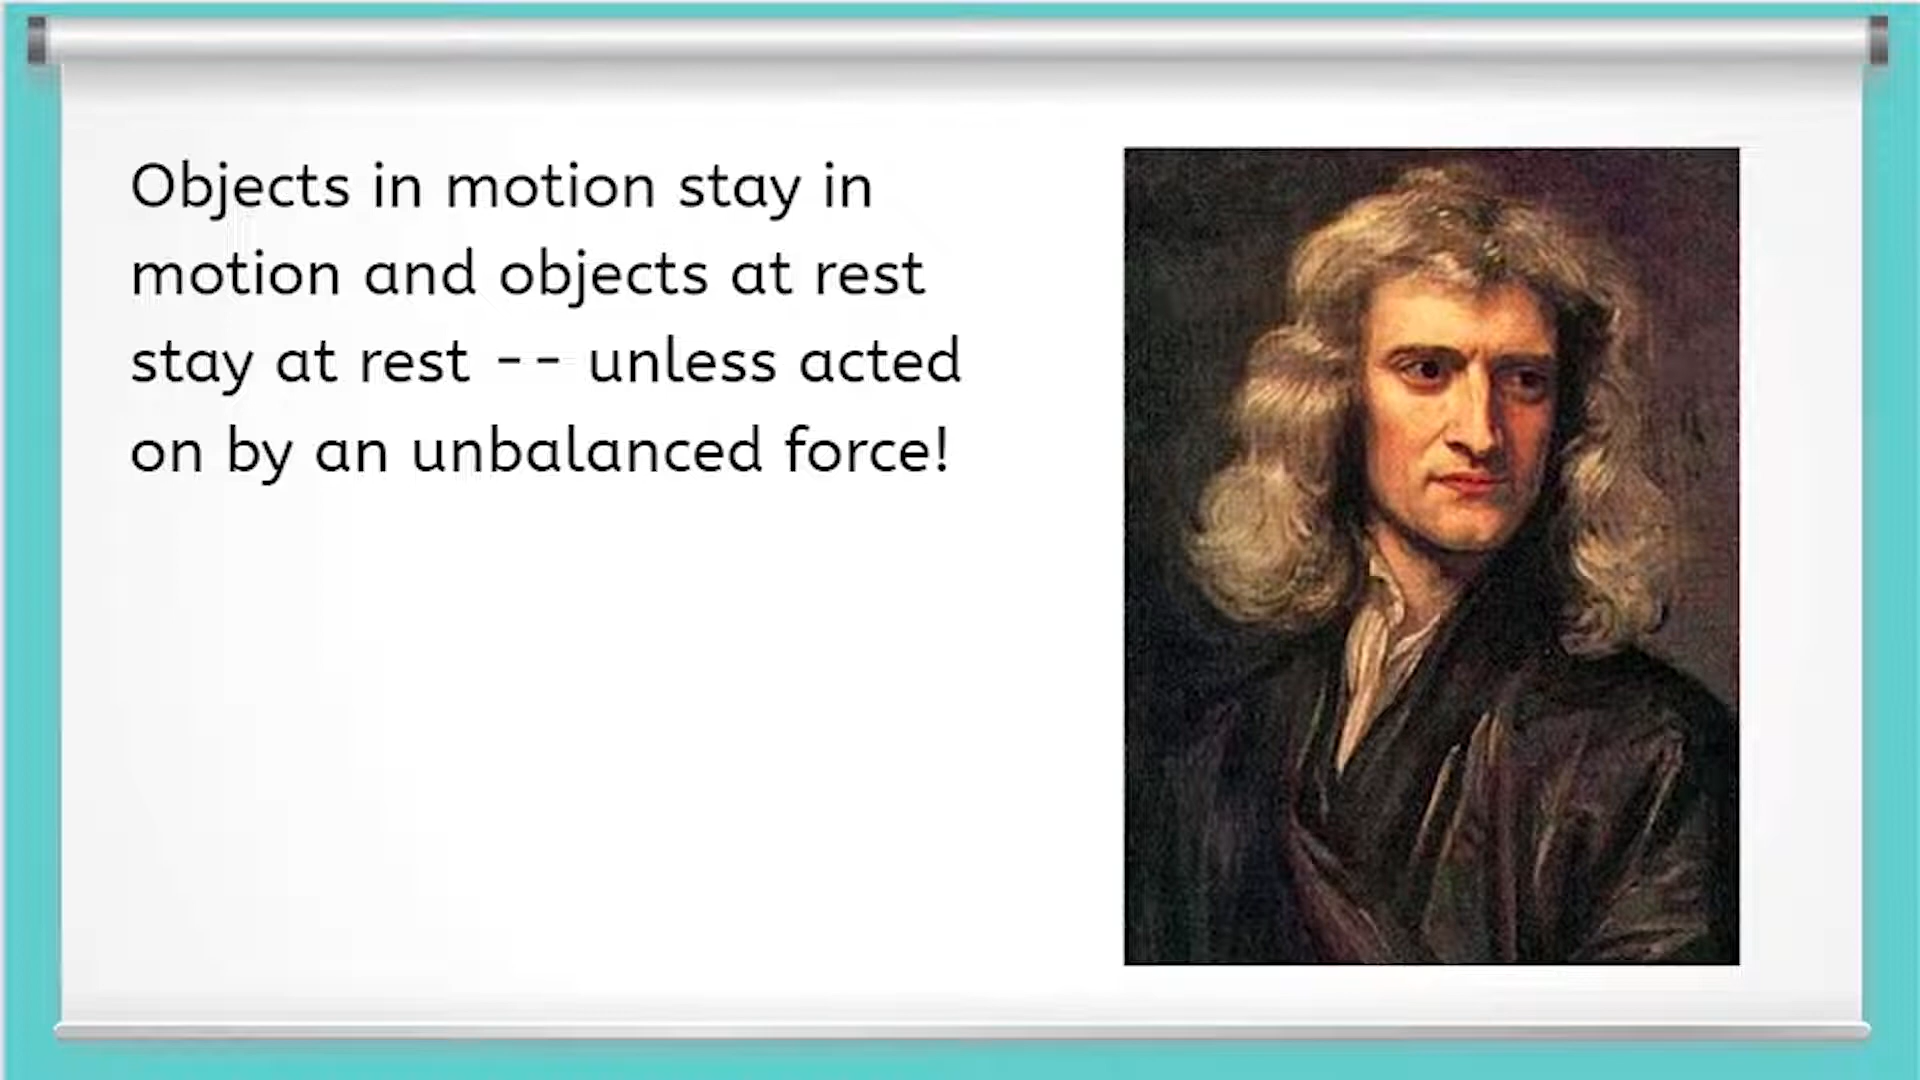 Objects in motion stay in
motion and objects at rest
stay at rest -- unless acted
on by an unbalanced force!